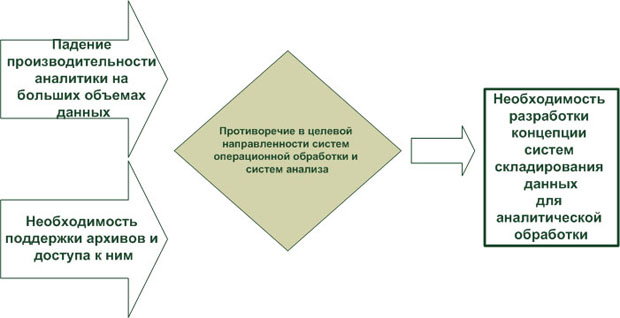 Падение
производительности
аналитики на
больших объемах
данных
Необходимость
поддержки архивов и
доступа к ним
Противоречие в целевой
направленности систем
операционной обработки и
систем анализа
Необходимость
разработки
концепции
систем
складирования
данных
для
аналитической
обработки